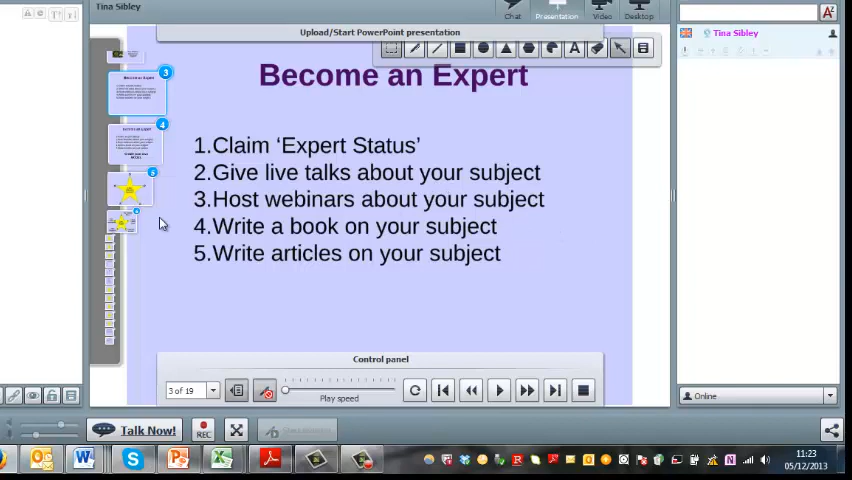 Tina Sibley
Chat
Presentation
Video
Desktop
Upload/Start PowerPoint presentation
Tina Sibley
Become an Expert
1.Claim ‘Expert Status’
2.Give live talks about your subject
3.Host webinars about your subject
4.Write a book on your subject
5.Write articles on your subject
3
4
5
Control panel
3 of 19
Play speed
Online
Talk Now!
REC
11:23
05/12/2013